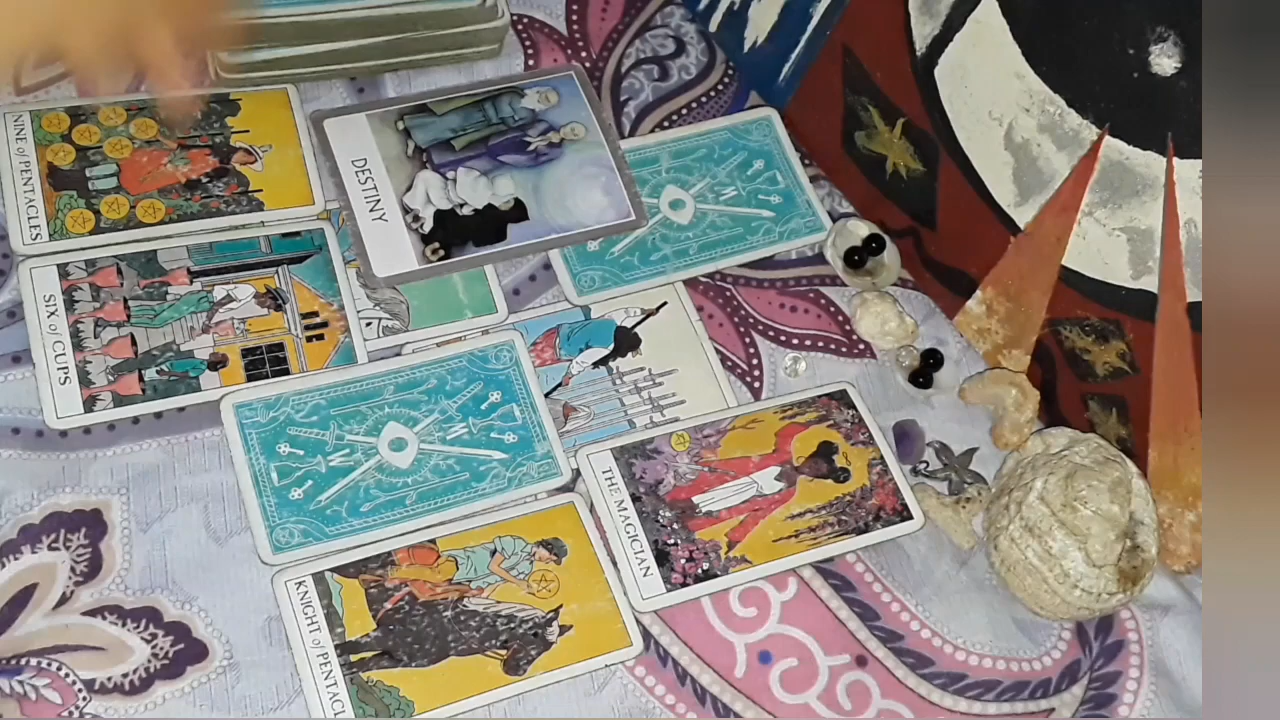 NINE of PENTACLES
DESTINY
SIX of CUPS
THE MAGICIAN
KNIGHT of PENTACL